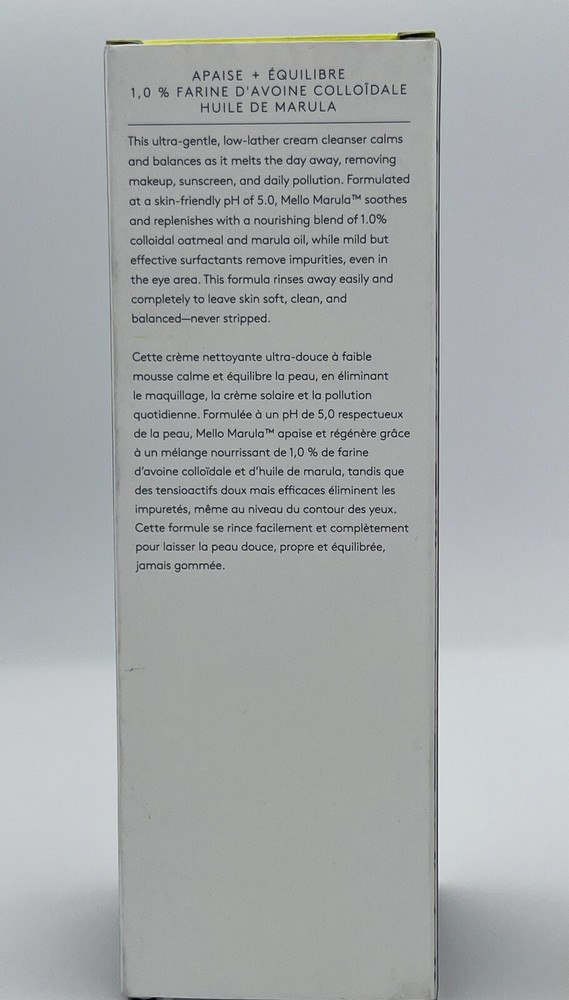 APAISE + ÉQUILIBRE
1,0 % FARINE D'AVOINE COLLOÏDALE
HUILE DE MARULA
This ultra-gentle, low-lather cream cleanser calms
and balances as it melts the day away, removing
makeup, sunscreen, and daily pollution. Formulated
at a skin-friendly pH of 5.0, Mello Marula™ soothes
and replenishes with a nourishing blend of 1.0%
colloidal oatmeal and marula oil, while mild but
effective surfactants remove impurities, even in
the eye area. This formula rinses away easily and
completely to leave skin soft, clean, and
balanced—never stripped.
Cette crème nettoyante ultra-douce à faible
mousse calme et équilibre la peau, en éliminant
le maquillage, la crème solaire et la pollution
quotidienne. Formulée à un pH de 5,0 respectueux
de la peau, Mello Marula™ apaise et régénère grâce
à un mélange nourrissant de 1,0 % de farine
d'avoine colloïdale et d'huile de marula, tandis que
des tensioactifs doux mais efficaces éliminent les
impuretés, même au niveau du contour des yeux.
Cette formule se rince facilement et complètement
pour laisser la peau douce, propre et équilibrée,
jamais gommée.